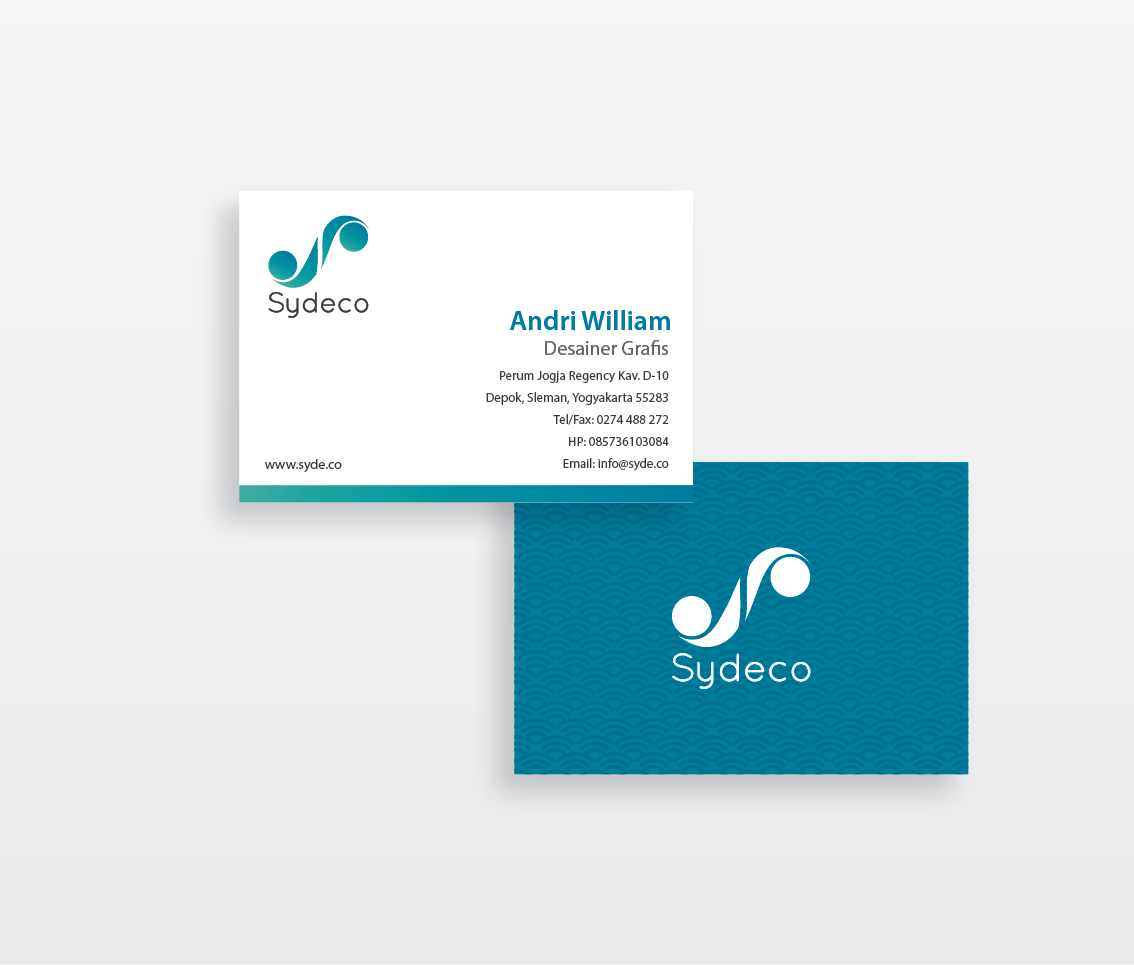 Sydeco
Andri William
Desainer Grafis
Perum Jogja Regency Kav. D-10
Depok, Sleman, Yogyakarta 55283
Tel/Fax: 0274 488 272
HP: 085736103084
www.syde.co
Email: info@syde.co
Sydeco